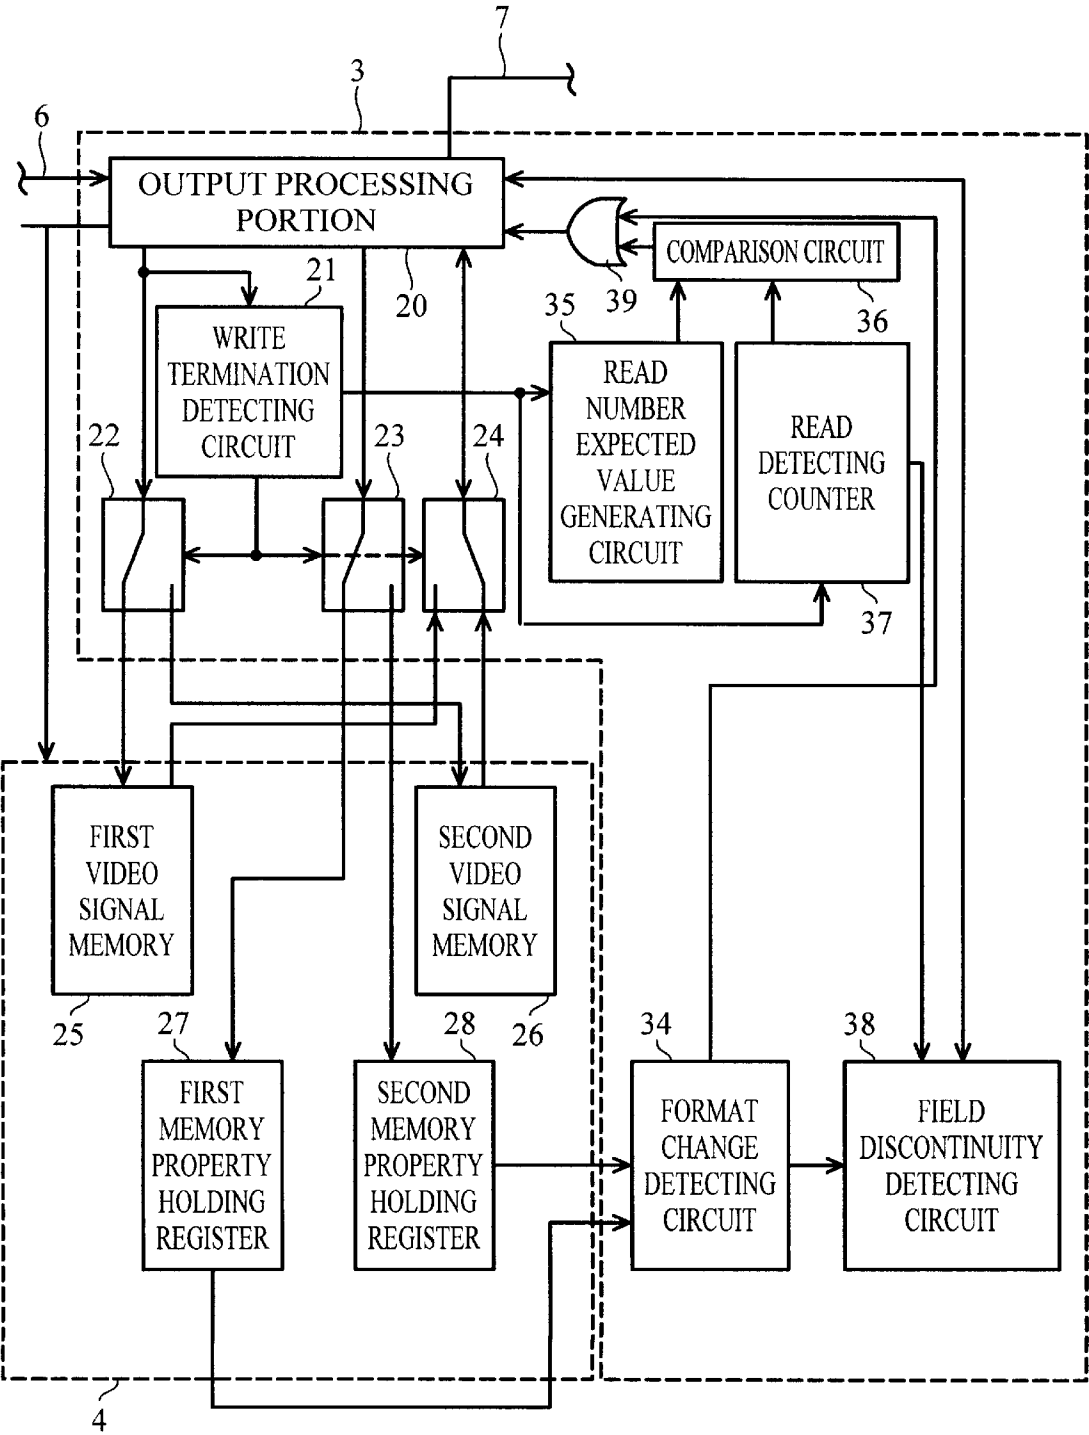 7
3
6
OUTPUT PROCESSING
PORTION
20
21
39
COMPARISON CIRCUIT
36
WRITE
TERMINATION
DETECTING
CIRCUIT
35
READ
NUMBER
EXPECTED
VALUE
GENERATING
CIRCUIT
READ
DETECTING
COUNTER
37
22
23
24
FIRST
VIDEO
SIGNAL
MEMORY
25
SECOND
VIDEO
SIGNAL
MEMORY
26
27
FIRST
MEMORY
PROPERTY
HOLDING
REGISTER
28
SECOND
MEMORY
PROPERTY
HOLDING
REGISTER
34
FORMAT
CHANGE
DETECTING
CIRCUIT
38
FIELD
DISCONTINUITY
DETECTING
CIRCUIT
4